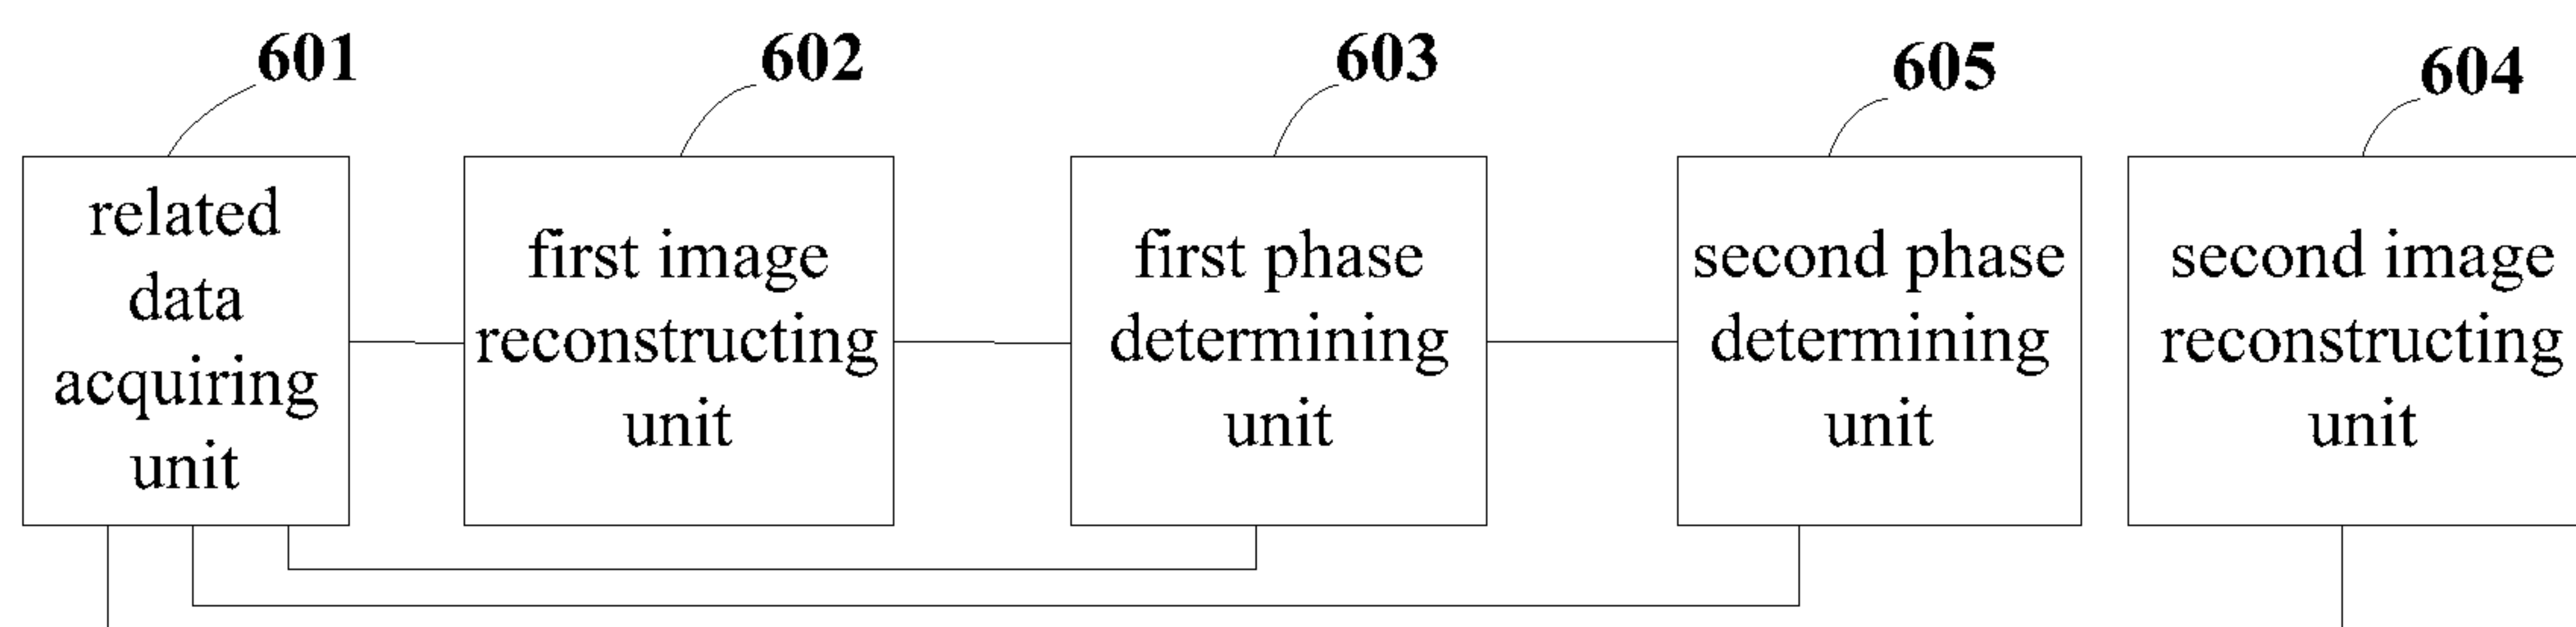 601
602
603
605
604
related
data
acquiring
unit
first image
reconstructing
unit
first phase
determining
unit
second phase
determining
unit
second image
reconstructing
unit